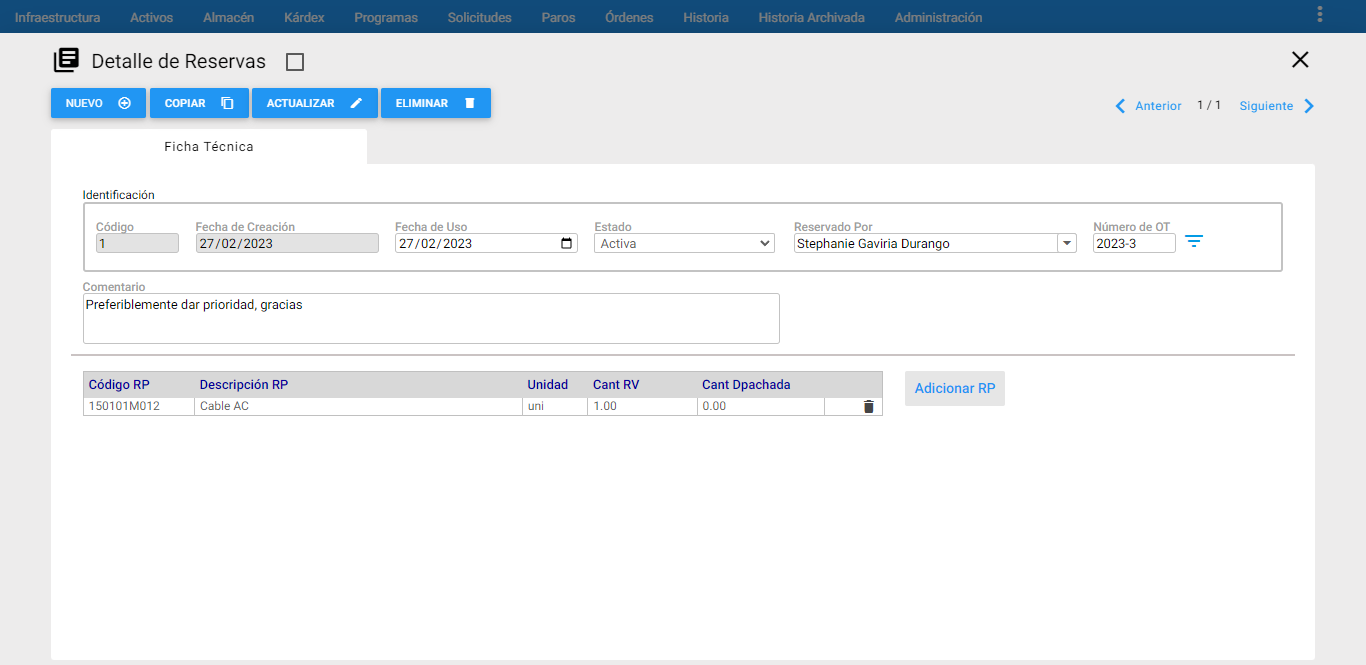 Infraestructura Activos Almacén Kárdex Programas Solicitudes Paros Órdenes Historia Historia Archivada Administración
Detalle de Reservas
NUEVO COPIAR ACTUALIZAR ELIMINAR
Anterior 1 / 1 Siguiente
Ficha Técnica
Identificación
Código Fecha de Creación Fecha de Uso Estado Reservado Por Número de OT
1 27/02/2023 27/02/2023 Activa Stephanie Gaviria Durango 2023-3
Comentario
Preferiblemente dar prioridad, gracias
Código RP Descripción RP Unidad Cant RV Cant Dpachada Adicionar RP
150101M012 Cable AC uni 1.00 0.00